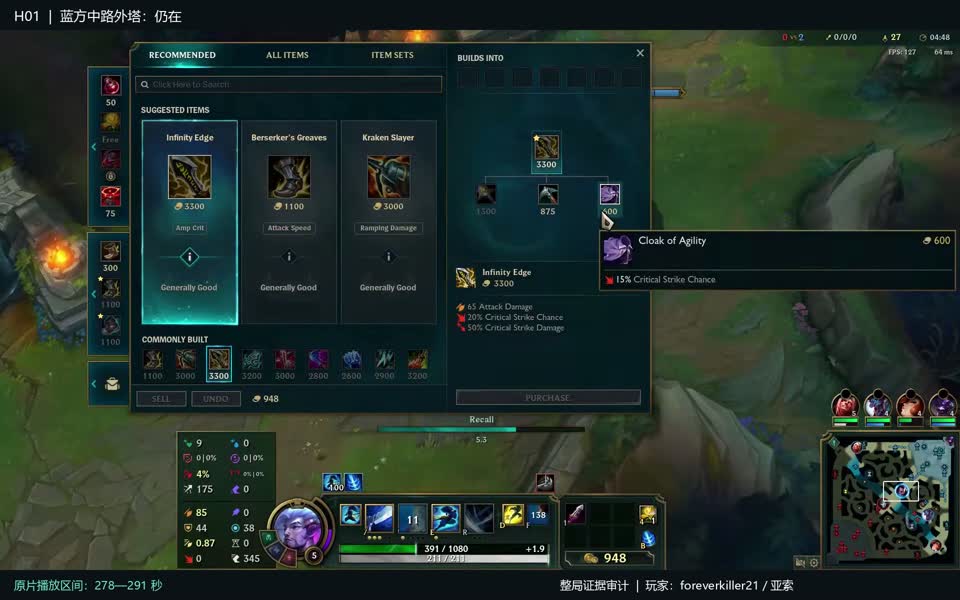 H01 | 蓝方中路外塔：仍在
0 vs 2
0/0/0
27
04:48
FPS: 127
64 ms
RECOMMENDED
ALL ITEMS
ITEM SETS
Click Here to Search
SUGGESTED ITEMS
Infinity Edge
3300
Amp Crit
Generally Good
Berserker's Greaves
1100
Attack Speed
Generally Good
Kraken Slayer
3000
Ramping Damage
Generally Good
COMMONLY BUILT
1100 3000 3300 3200 3000 2800 2600 2900 3200
SELL
UNDO
948
50
Free
75
300
1100
1100
BUILDS INTO
3300
1300
875
600
Infinity Edge
3300
65 Attack Damage
20% Critical Strike Chance
50% Critical Strike Damage
PURCHASE
Cloak of Agility
600
15% Critical Strike Chance
Recall
5.3
9 0
0|0% 0|0%
4% 0%|0%
175 0
85 0
44 38
0.87 0
0 345
400
5
11
E
R
D
F
138
391 / 1080
+1.9
211 / 211
1
4
B
948
原片播放区间：278—291 秒
整局证据审计 | 玩家：foreverkiller21 / 亚索